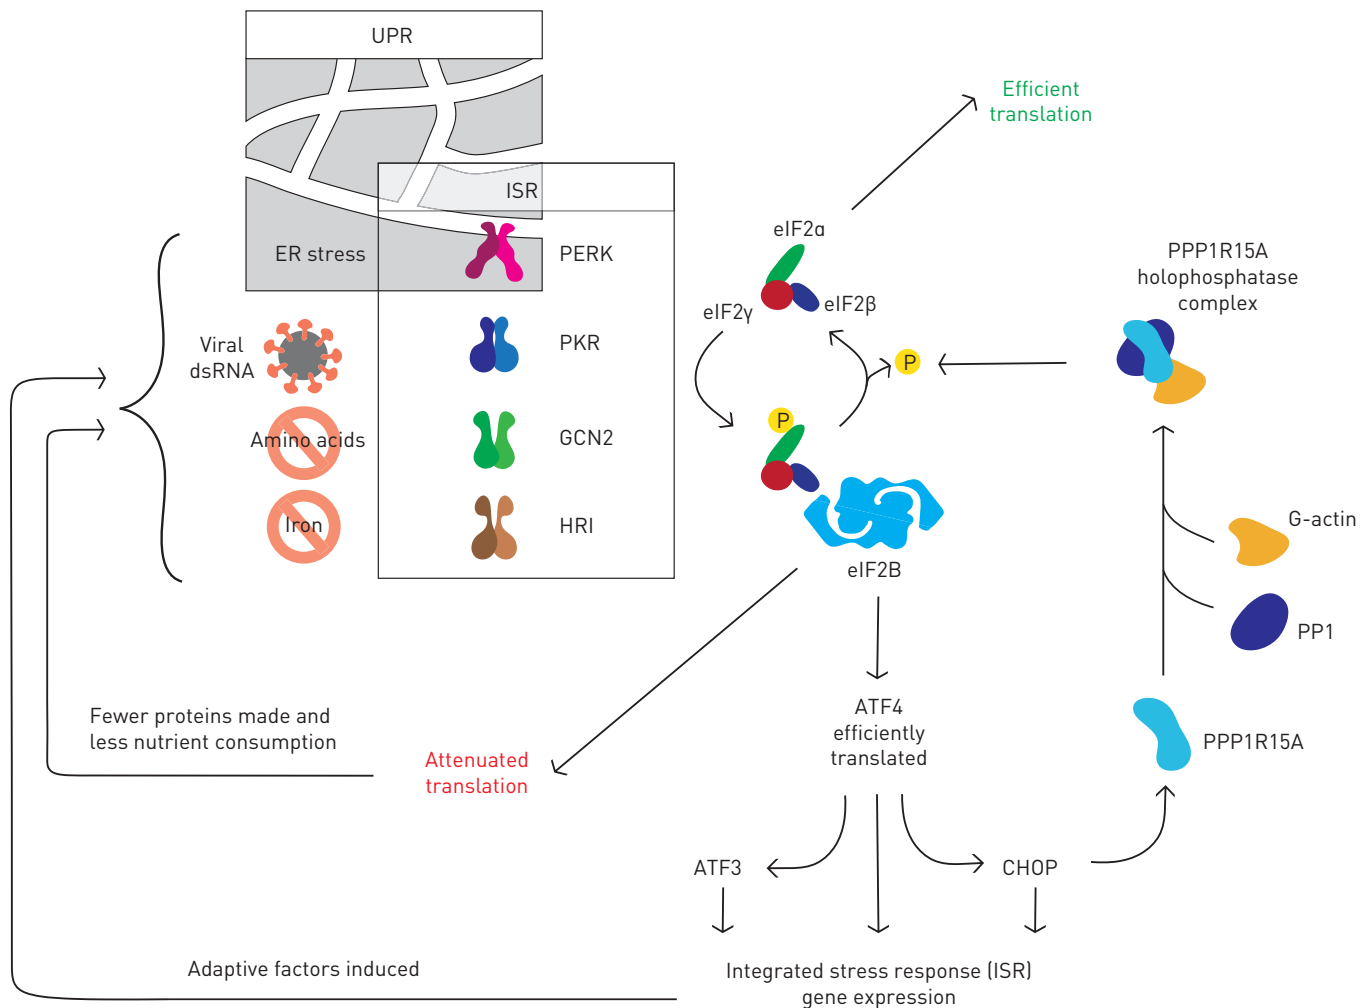 UPR
Efficient
translation
ISR
ER stress
PERK
eIF2α
eIF2γ
eIF2β
PPP1R15A
holophosphatase
complex
Viral
dsRNA
PKR
P
P
Amino acids
GCN2
Iron
HRI
eIF2B
G-actin
PP1
PPP1R15A
Fewer proteins made and
less nutrient consumption
Attenuated
translation
ATF4
efficiently
translated
ATF3
CHOP
Adaptive factors induced
Integrated stress response (ISR)
gene expression